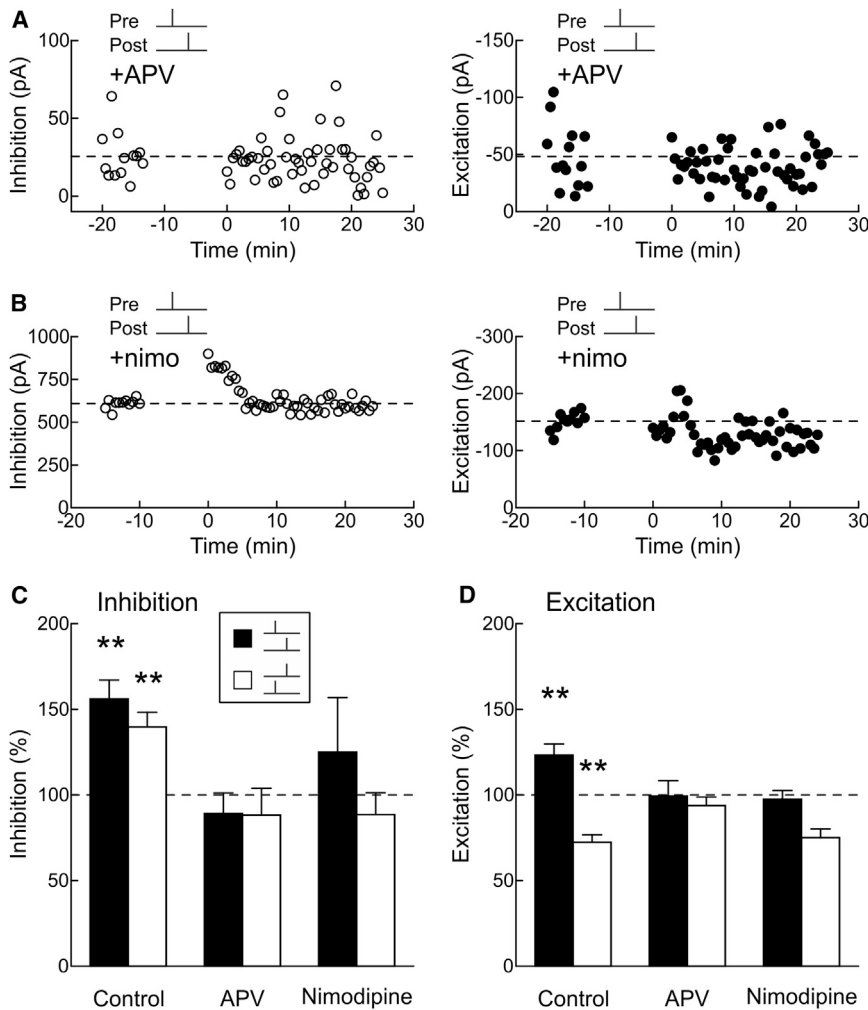 A
Pre
Post
+APV
Inhibition (pA)
75
50
25
0
-20 -10 0 10 20 30
Time (min)
Pre
Post
+APV
Excitation (pA)
-150
-100
-50
0
-20 -10 0 10 20 30
Time (min)
B
Pre
Post
+nimo
Inhibition (pA)
1000
750
500
250
0
-20 -10 0 10 20 30
Time (min)
Pre
Post
+nimo
Excitation (pA)
-300
-200
-100
0
-20 -10 0 10 20 30
Time (min)
C
Inhibition
Inhibition (%)
200
150
100
50
0
**
**
Control APV Nimodipine
D
Excitation
Excitation (%)
200
150
100
50
0
**
**
Control APV Nimodipine